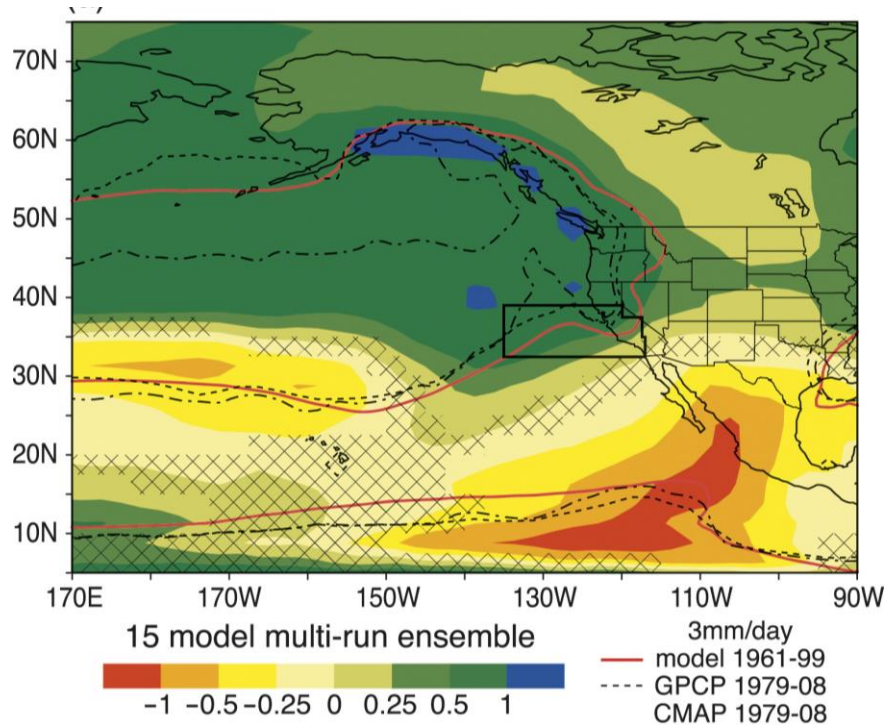 70N
60N
50N
40N
30N
20N
10N
170E 170W 150W 130W 110W 90W
15 model multi-run ensemble
−1 −0.5 −0.25 0 0.25 0.5 1
3mm/day
model 1961-99
GPCP 1979-08
CMAP 1979-08